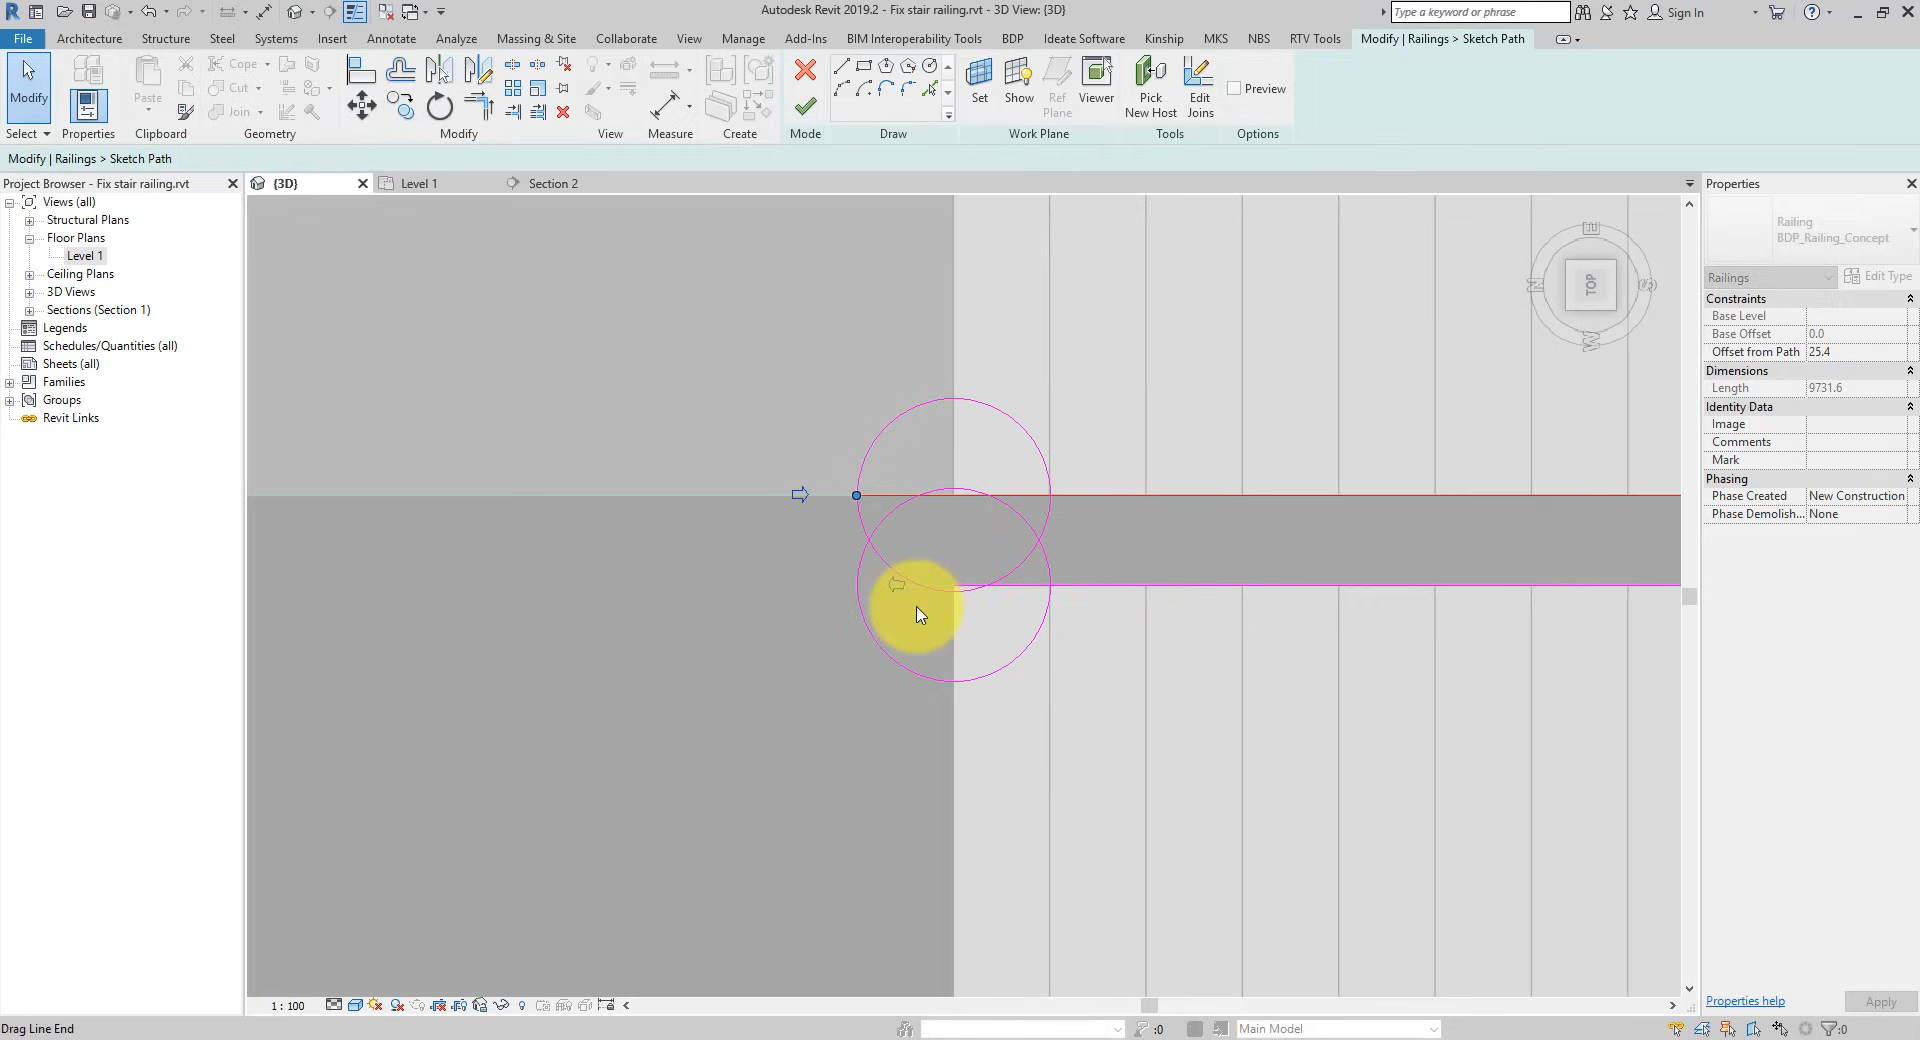 Autodesk Revit 2019.2 - Fix stair railing.rvt - 3D View: {3D}
Type a keyword or phrase
Sign In
File Architecture Structure Steel Systems Insert Annotate Analyze Massing & Site Collaborate View Manage Add-Ins BIM Interoperability Tools BDP Ideate Software Kinship MKS NBS RTV Tools Modify | Railings > Sketch Path
Modify
Paste
Cope
Cut
Join
Set
Show
Ref
Plane
Viewer
Pick
New Host
Edit
Joins
Preview
Select Properties Clipboard Geometry Modify View Measure Create Mode Draw Work Plane Tools Options
Modify | Railings > Sketch Path
Project Browser - Fix stair railing.rvt
Views (all)
Structural Plans
Floor Plans
Level 1
Ceiling Plans
3D Views
Sections (Section 1)
Legends
Schedules/Quantities (all)
Sheets (all)
Families
Groups
Revit Links
{3D}
Level 1
Section 2
TOP
E
S
W
N
Properties
Railing
BDP_Railing_Concept
Railings
Edit Type
Constraints
Base Level
Base Offset 0.0
Offset from Path 25.4
Dimensions
Length 9731.6
Identity Data
Image
Comments
Mark
Phasing
Phase Created New Construction
Phase Demolish... None
Properties help
Apply
1 : 100
Drag Line End
:0
Main Model
:0